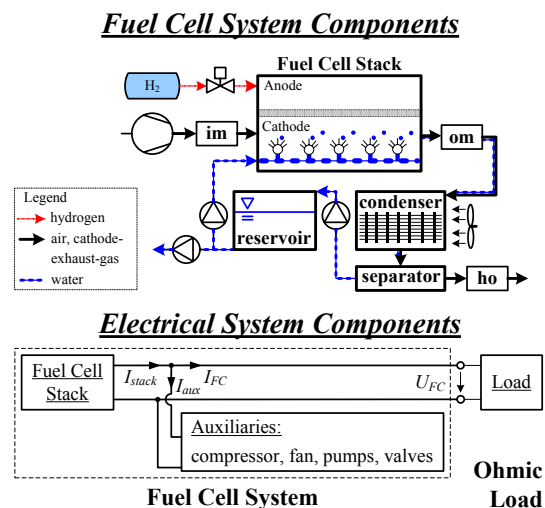 Fuel Cell System Components
Fuel Cell Stack
H2
Anode
im
Cathode
om
Legend
hydrogen
air, cathode-
exhaust-gas
water
reservoir
condenser
separator
ho
Electrical System Components
Fuel Cell
Stack
Istack
Iaux
IFC
UFC
Load
Auxiliaries:
compressor, fan, pumps, valves
Fuel Cell System
Ohmic
Load